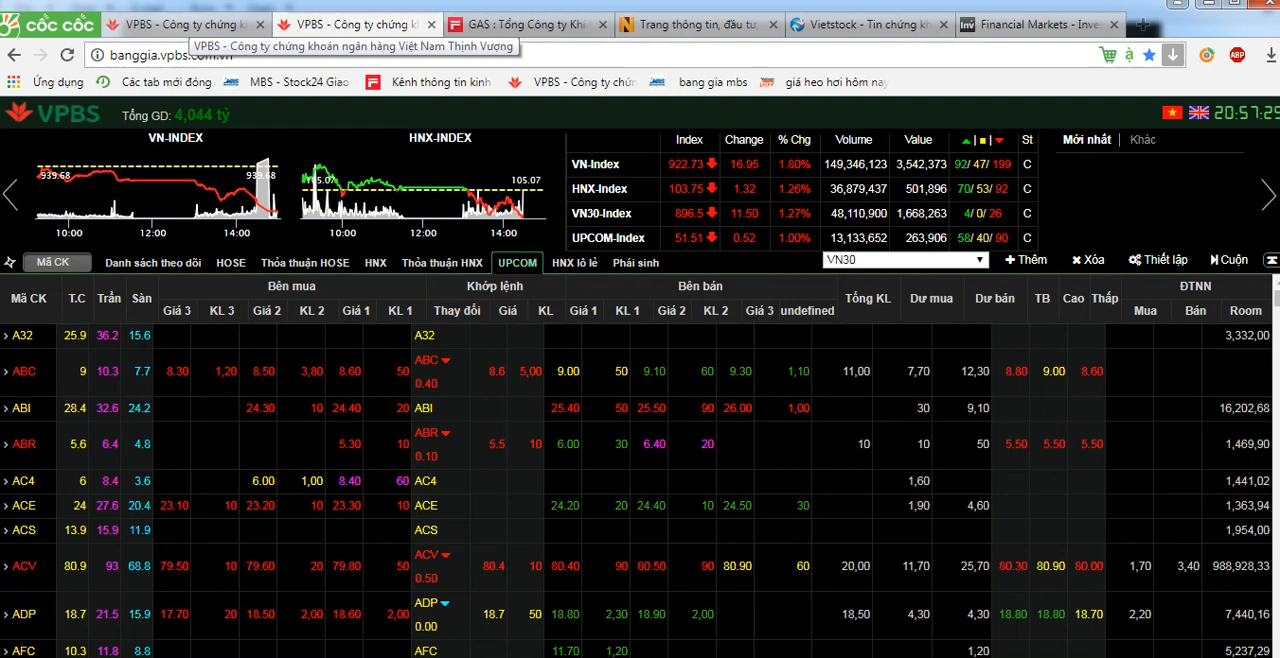 cốc cốc VPBS - Công ty chứng kh × VPBS - Công ty chứng kh × GAS : Tổng Công ty Khí × Trang thông tin, đầu tư, × Vietstock - Tin chứng kh × Inv Financial Markets - Inve ×
VPBS - Công ty chứng khoán ngân hàng Việt Nam Thịnh Vượng
banggia.vpbs.com.vn ABP
Ứng dụng Các tab mới đóng MBS - Stock24 Giao Kênh thông tin kinh VPBS - Công ty chứn bang gia mbs giá heo hơi hôm nay
VPBS Tổng GD: 4,044 tỷ 20:57:29
VN-INDEX HNX-INDEX Index Change % Chg Volume Value St Mới nhất Khác
VN-Index 922.73 16.95 1.80% 149,346,123 3,542,373 92/ 47/ 199 C
939.68 939.68 105.07 105.07
HNX-Index 103.75 1.32 1.26% 36,879,437 501,896 70/ 53/ 92 C
VN30-Index 896.5 11.50 1.27% 48,110,900 1,668,263 4/ 0/ 26 C
10:00 12:00 14:00 10:00 12:00 14:00
UPCOM-Index 51.51 0.52 1.00% 13,133,652 263,906 58/ 40/ 90 C
Mã CK Danh sách theo dõi HOSE Thỏa thuận HOSE HNX Thỏa thuận HNX UPCOM HNX lô lẻ Phái sinh VN30 Thêm Xóa Thiết lập Cuộn
Mã CK T.C Trần Sàn Bên mua Khớp lệnh Bên bán Tổng KL Dư mua Dư bán TB Cao Thấp ĐTNN
Giá 3 KL 3 Giá 2 KL 2 Giá 1 KL 1 Thay đổi Giá KL Giá 1 KL 1 Giá 2 KL 2 Giá 3 undefined Mua Bán Room
A32 25.9 36.2 15.6 A32 3,332,00
ABC 9 10.3 7.7 8.30 1,20 8.50 3,80 8.60 50 ABC 0.40 8.6 5,00 9.00 50 9.10 60 9.30 1,10 11,00 7,70 12,30 8.80 9.00 8.60
ABI 28.4 32.6 24.2 24.30 10 24.40 20 ABI 25.40 50 25.50 90 26.00 1,00 30 9,10 16,202,68
ABR 5.6 6.4 4.8 5.30 10 ABR 0.10 5.5 10 6.00 30 6.40 20 10 10 50 5.50 5.50 5.50 1,469,90
AC4 6 8.4 3.6 6.00 1,00 8.40 60 AC4 1,60 1,441,02
ACE 24 27.6 20.4 23.10 10 23.20 10 23.30 10 ACE 24.20 20 24.40 10 24.50 30 1,90 4,60 1,363,94
ACS 13.9 15.9 11.9 ACS 1,954,00
ACV 80.9 93 68.8 79.50 10 79.60 20 79.80 50 ACV 0.50 80.4 10 80.40 90 80.50 90 80.90 60 20,00 11,70 25,70 80.30 80.90 80.00 1,70 3,40 988,928,33
ADP 18.7 21.5 15.9 17.70 20 18.50 2,00 18.60 2,00 ADP 0.00 18.7 50 18.80 2,30 18.90 2,00 18,50 4,30 4,30 18.80 18.80 18.70 2,20 7,440,16
AFC 10.3 11.8 8.8 AFC 11.70 1,20 1,20 5,237,29